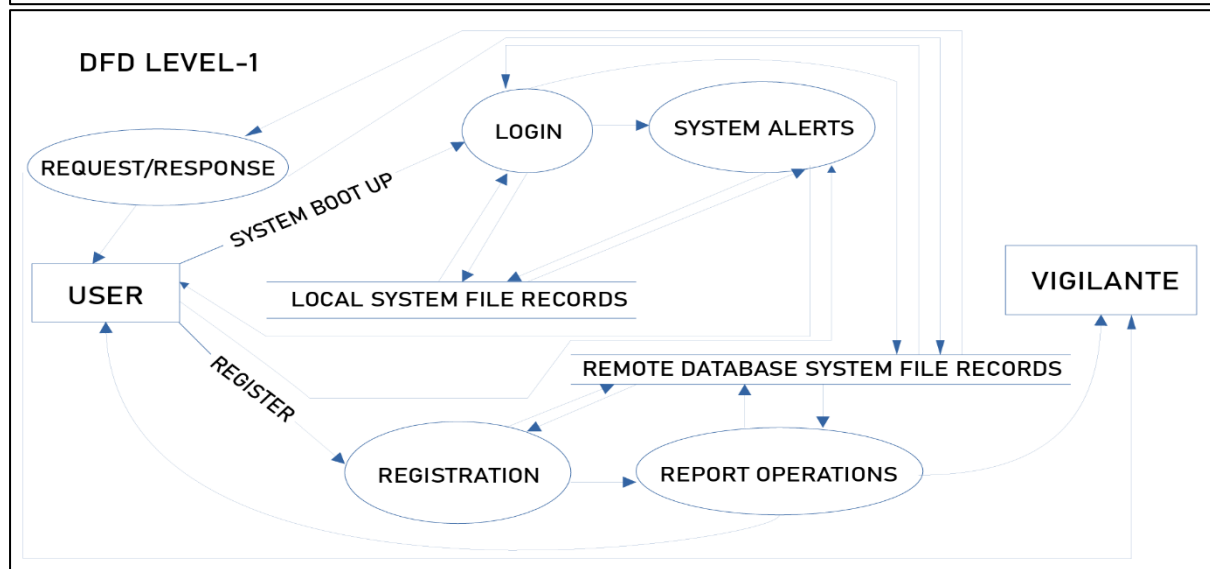 DFD LEVEL-1
LOGIN
SYSTEM ALERTS
REQUEST/RESPONSE
SYSTEM BOOT UP
USER
LOCAL SYSTEM FILE RECORDS
VIGILANTE
REMOTE DATABASE SYSTEM FILE RECORDS
REGISTER
REGISTRATION
REPORT OPERATIONS